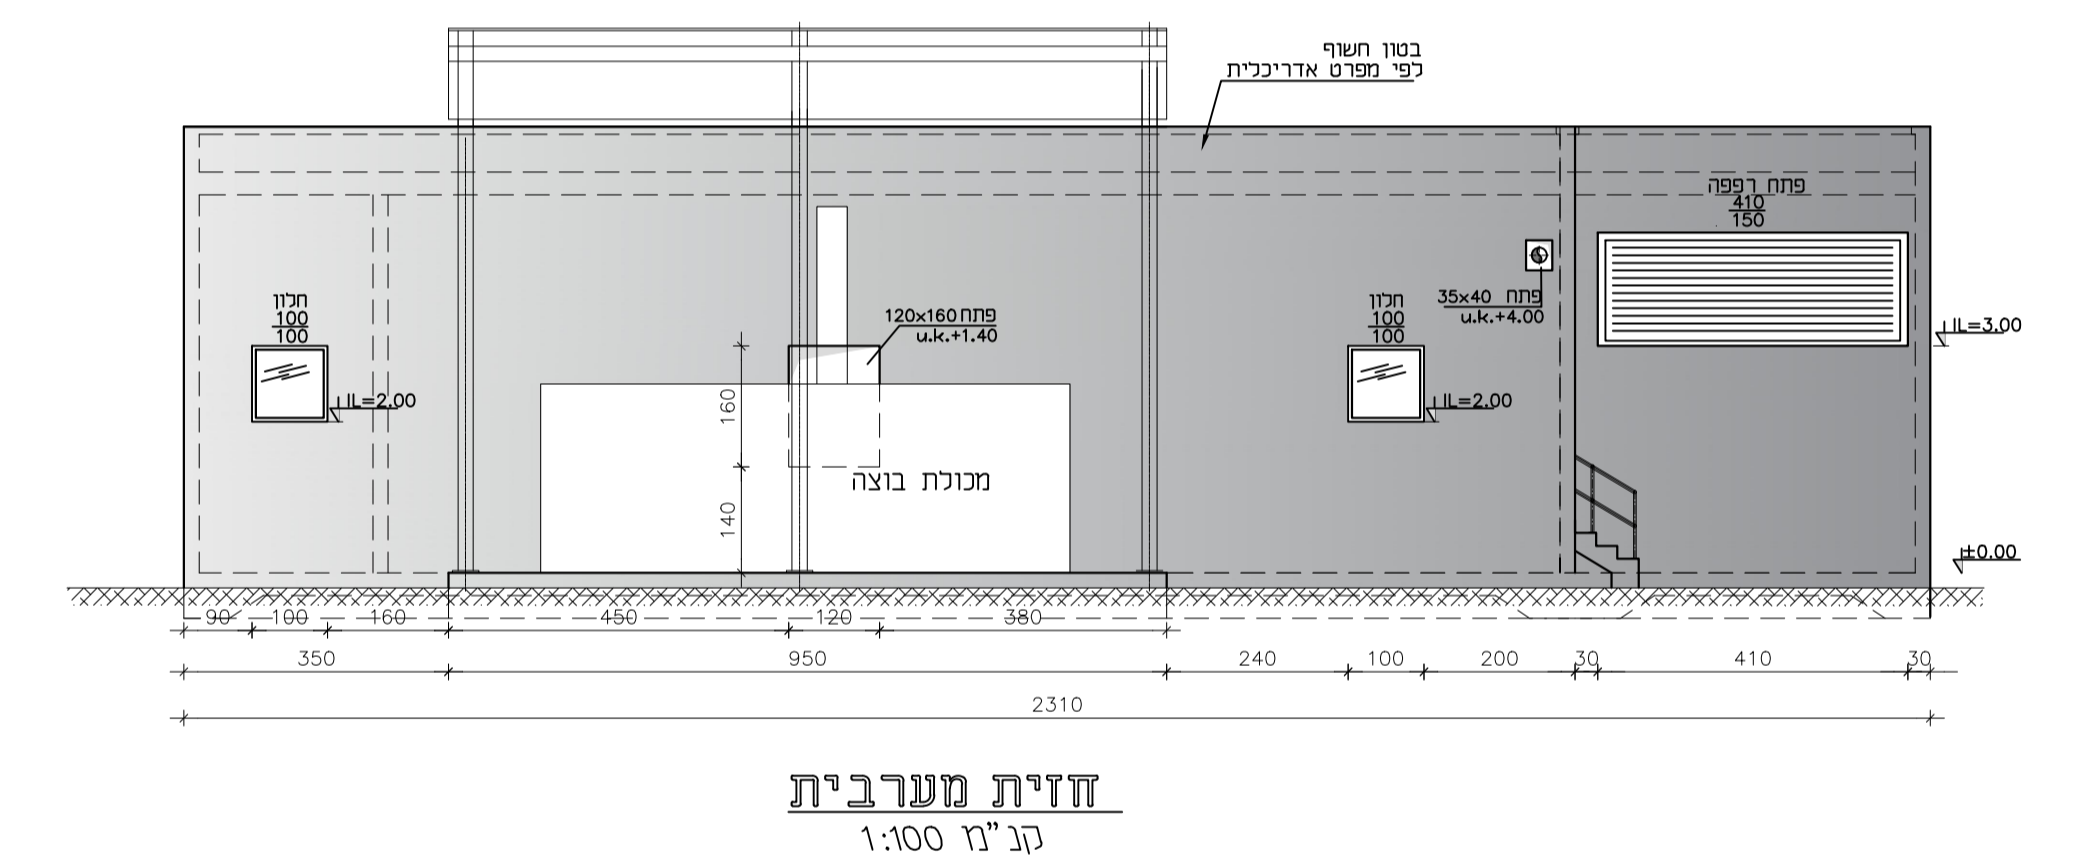 בטון חשוף
לפי מפרט אדריכלית
פתח רפפה
410
150
חלון
100
100
120x160 פתח
u.k.+1.40
חלון
100
100
35x40 פתח
u.k.+4.00
IL=3.00
IL=2.00
IL=2.00
160
מכולת בוצה
140
±0.00
90 100 160 450 120 380
350 950 240 100 200 30 410 30
2310
חזית מערבית
קנ"מ 1:100